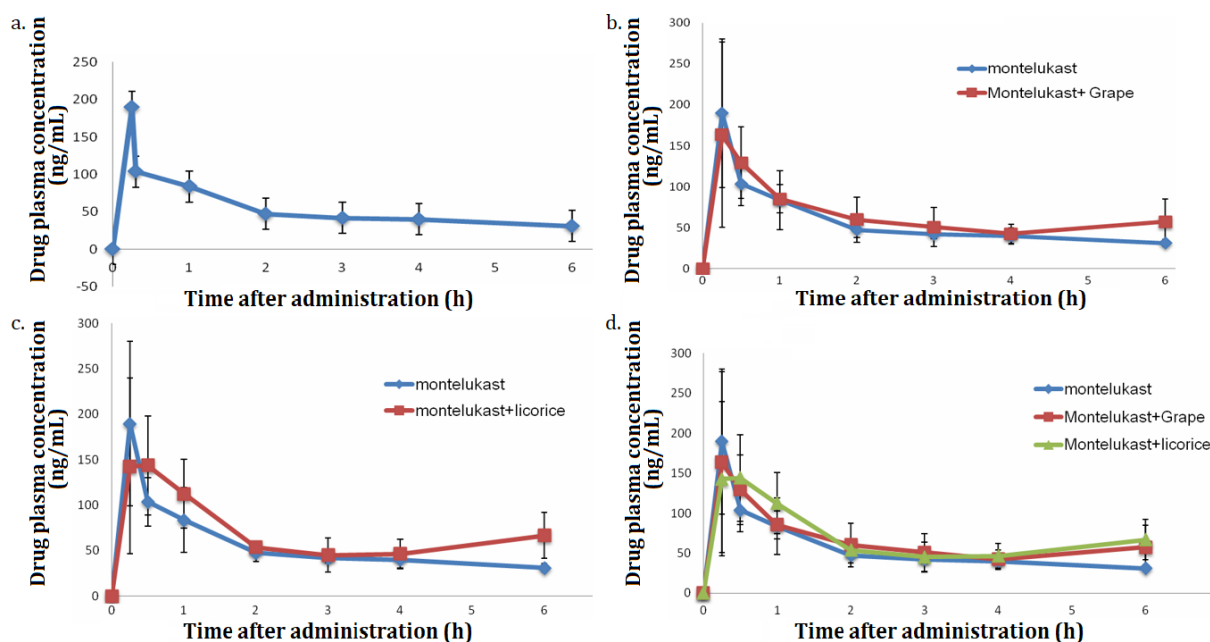 a.
Drug plasma concentration
(ng/mL)
250
200
150
100
50
0
-50
0
1
2
3
4
5
6
Time after administration (h)
b.
Drug plasma concentration
(ng/mL)
300
250
200
150
100
50
0
montelukast
Montelukast+ Grape
0
1
2
3
4
5
6
Time after administration (h)
c.
Drug plasma concentration
(ng/mL)
300
250
200
150
100
50
0
montelukast
montelukast+licorice
0
1
2
3
4
5
6
Time after administration (h)
d.
Drug plasma concentration
(ng/mL)
300
250
200
150
100
50
0
montelukast
Montelukast+Grape
Montelukast+licorice
0
1
2
3
4
5
6
Time after administration (h)